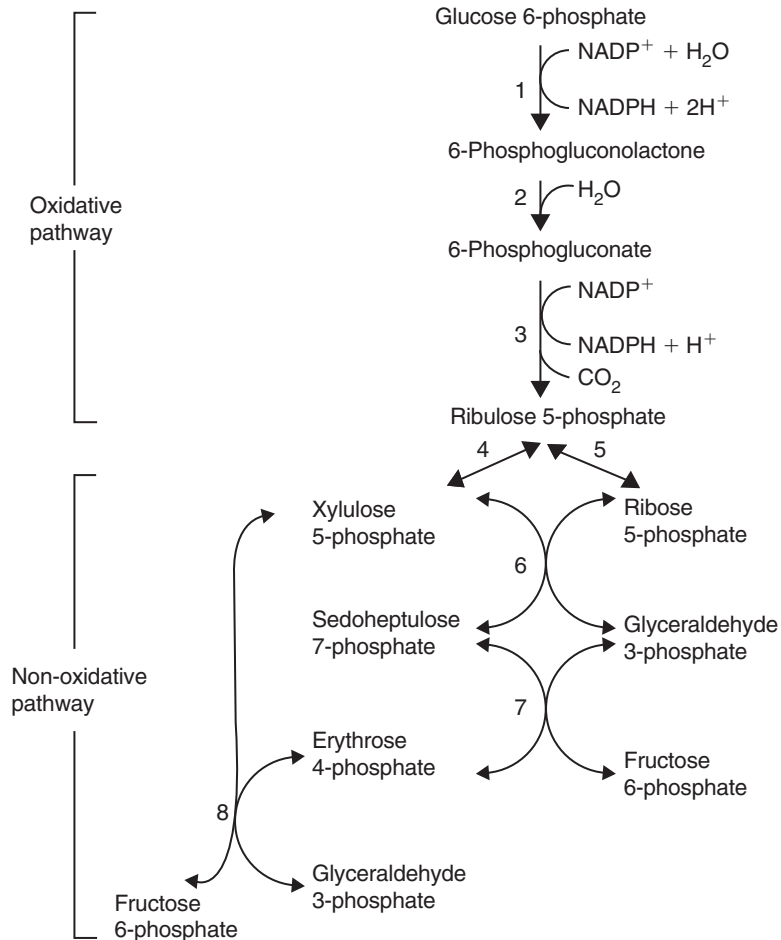 Glucose 6-phosphate
NADP⁺ + H₂O
1
NADPH + 2H⁺
6-Phosphogluconolactone
2
H₂O
Oxidative
pathway
6-Phosphogluconate
NADP⁺
3
NADPH + H⁺
CO₂
Ribulose 5-phosphate
4
5
Xylulose
5-phosphate
Ribose
5-phosphate
6
Sedoheptulose
7-phosphate
Glyceraldehyde
3-phosphate
Non-oxidative
pathway
7
Erythrose
4-phosphate
Fructose
6-phosphate
8
Glyceraldehyde
3-phosphate
Fructose
6-phosphate